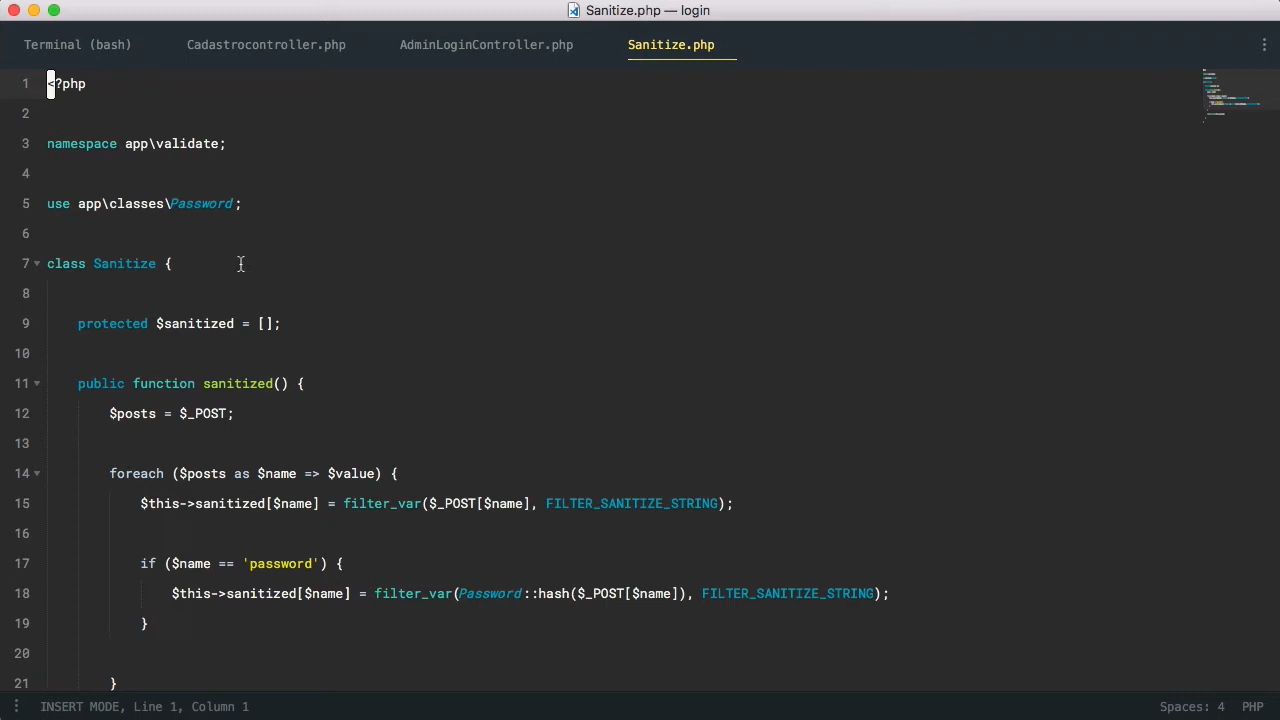 Sanitize.php — login
Terminal (bash) Cadastrocontroller.php AdminLoginController.php Sanitize.php
1 <?php
2
3 namespace app\validate;
4
5 use app\classes\Password;
6
7 class Sanitize {
8
9 protected $sanitized = [];
10
11 public function sanitized() {
12 $posts = $_POST;
13
14 foreach ($posts as $name => $value) {
15 $this->sanitized[$name] = filter_var($_POST[$name], FILTER_SANITIZE_STRING);
16
17 if ($name == 'password') {
18 $this->sanitized[$name] = filter_var(Password::hash($_POST[$name]), FILTER_SANITIZE_STRING);
19 }
20
21 }
INSERT MODE, Line 1, Column 1 Spaces: 4 PHP